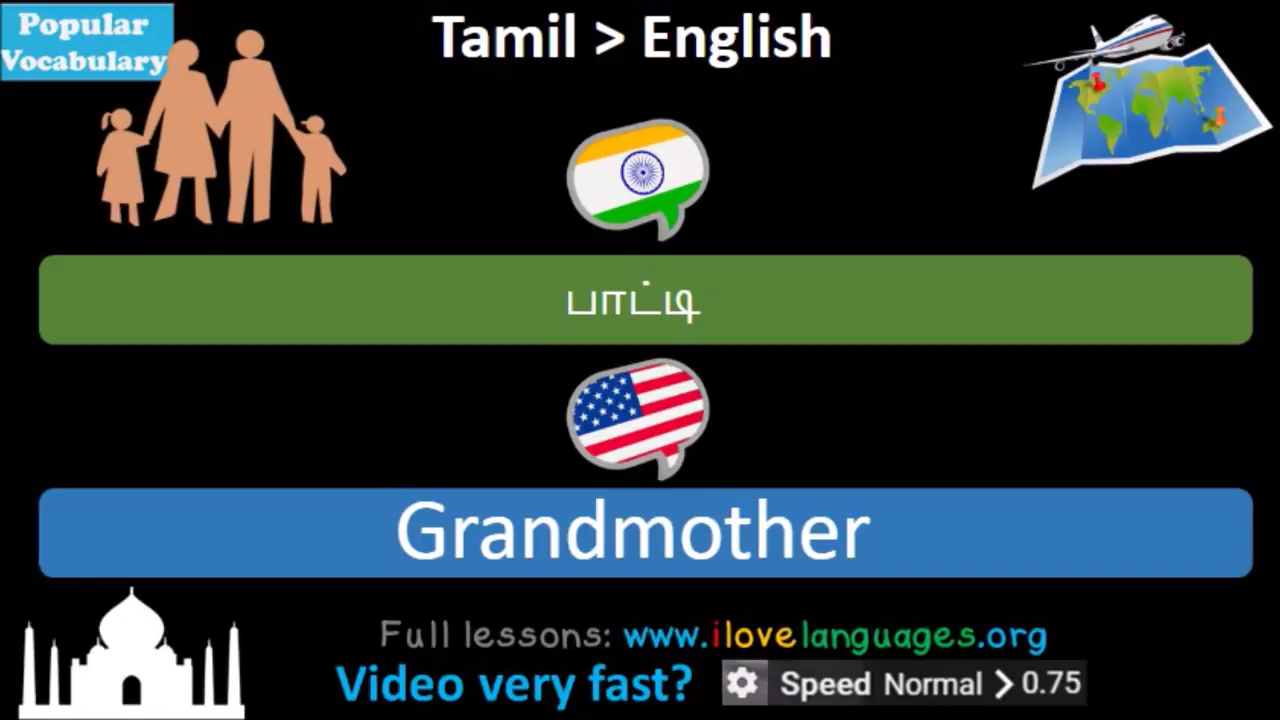 Popular
Vocabulary
Tamil > English
பாட்டி
Grandmother
Full lessons: www.ilovelanguages.org
Video very fast? Speed Normal > 0.75